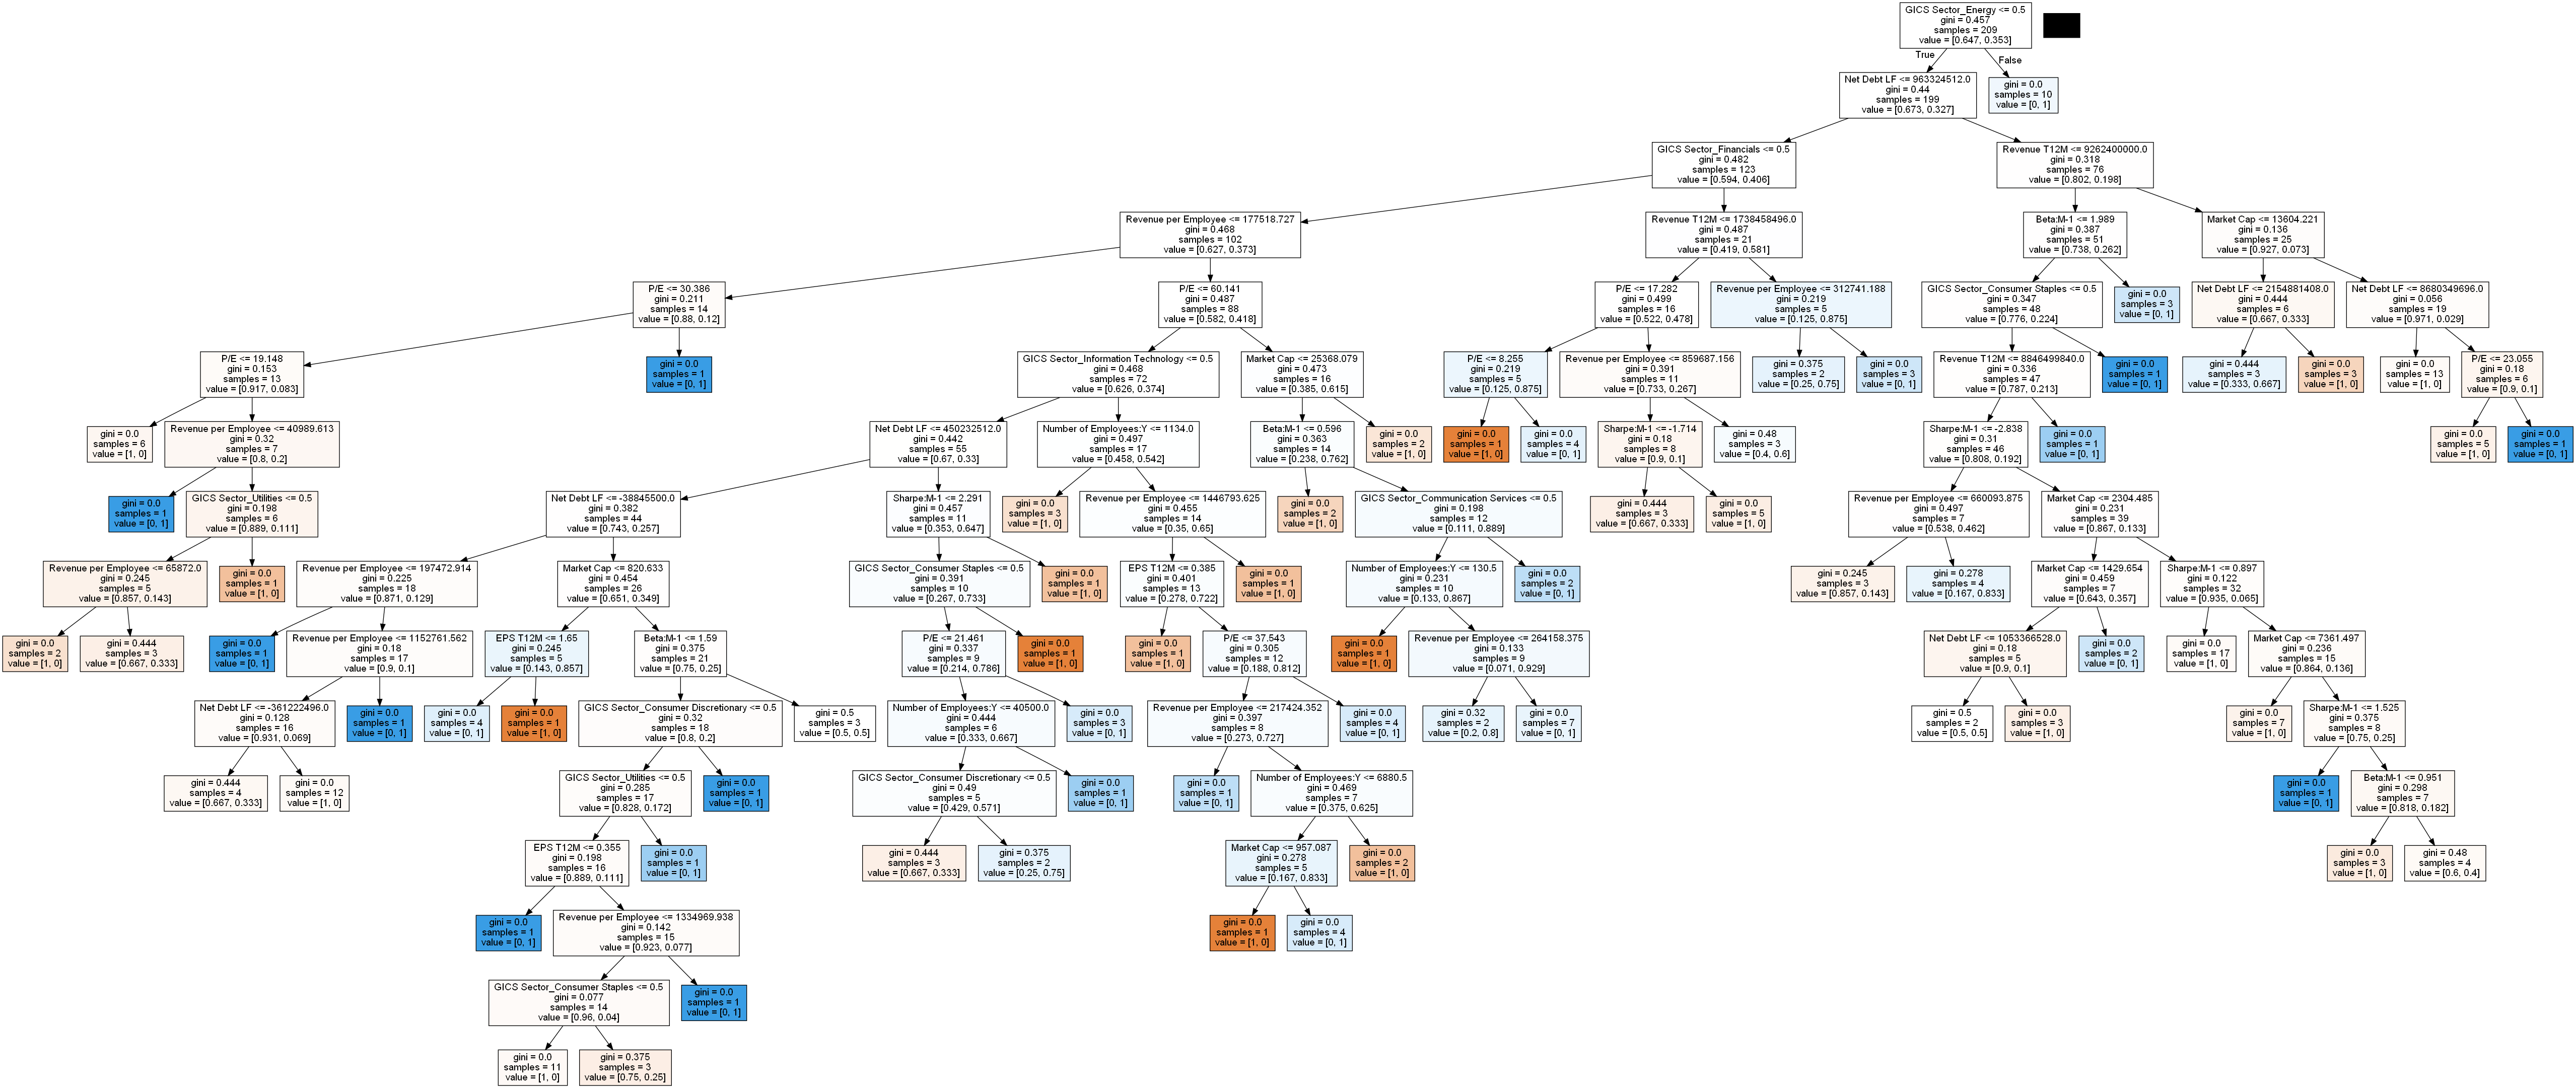 GICS Sector_Energy <= 0.5
gini = 0.457
samples = 209
value = [0.647, 0.353]
True
False
Net Debt LF <= 963324512.0
gini = 0.44
samples = 199
value = [0.673, 0.327]
gini = 0.0
samples = 10
value = [0, 1]
GICS Sector_Financials <= 0.5
gini = 0.482
samples = 123
value = [0.594, 0.406]
Revenue T12M <= 9262400000.0
gini = 0.318
samples = 76
value = [0.802, 0.198]
Revenue per Employee <= 177518.727
gini = 0.468
samples = 102
value = [0.627, 0.373]
Revenue T12M <= 1738458496.0
gini = 0.487
samples = 21
value = [0.419, 0.581]
Beta:M-1 <= 1.989
gini = 0.387
samples = 51
value = [0.738, 0.262]
Market Cap <= 13604.221
gini = 0.136
samples = 25
value = [0.927, 0.073]
P/E <= 30.386
gini = 0.211
samples = 14
value = [0.88, 0.12]
P/E <= 60.141
gini = 0.487
samples = 88
value = [0.582, 0.418]
P/E <= 17.282
gini = 0.499
samples = 16
value = [0.522, 0.478]
Revenue per Employee <= 312741.188
gini = 0.219
samples = 5
value = [0.125, 0.875]
GICS Sector_Consumer Staples <= 0.5
gini = 0.347
samples = 48
value = [0.776, 0.224]
gini = 0.0
samples = 3
value = [0, 1]
Net Debt LF <= 2154881408.0
gini = 0.444
samples = 6
value = [0.667, 0.333]
Net Debt LF <= 8680349696.0
gini = 0.056
samples = 19
value = [0.971, 0.029]
P/E <= 19.148
gini = 0.153
samples = 13
value = [0.917, 0.083]
gini = 0.0
samples = 1
value = [0, 1]
GICS Sector_Information Technology <= 0.5
gini = 0.468
samples = 72
value = [0.626, 0.374]
Market Cap <= 25368.079
gini = 0.473
samples = 16
value = [0.385, 0.615]
P/E <= 8.255
gini = 0.219
samples = 5
value = [0.125, 0.875]
Revenue per Employee <= 859687.156
gini = 0.391
samples = 11
value = [0.733, 0.267]
gini = 0.375
samples = 2
value = [0.25, 0.75]
gini = 0.0
samples = 3
value = [0, 1]
Revenue T12M <= 8846499840.0
gini = 0.336
samples = 47
value = [0.787, 0.213]
gini = 0.0
samples = 1
value = [0, 1]
gini = 0.444
samples = 3
value = [0.333, 0.667]
gini = 0.0
samples = 3
value = [1, 0]
gini = 0.0
samples = 13
value = [1, 0]
P/E <= 23.055
gini = 0.18
samples = 6
value = [0.9, 0.1]
gini = 0.0
samples = 6
value = [1, 0]
Revenue per Employee <= 40989.613
gini = 0.32
samples = 7
value = [0.8, 0.2]
Net Debt LF <= 450232512.0
gini = 0.442
samples = 55
value = [0.67, 0.33]
Number of Employees:Y <= 1134.0
gini = 0.497
samples = 17
value = [0.458, 0.542]
Beta:M-1 <= 0.596
gini = 0.363
samples = 14
value = [0.238, 0.762]
gini = 0.0
samples = 2
value = [1, 0]
gini = 0.0
samples = 1
value = [1, 0]
gini = 0.0
samples = 4
value = [0, 1]
Sharpe:M-1 <= -1.714
gini = 0.18
samples = 8
value = [0.9, 0.1]
gini = 0.48
samples = 3
value = [0.4, 0.6]
Sharpe:M-1 <= -2.838
gini = 0.31
samples = 46
value = [0.808, 0.192]
gini = 0.0
samples = 1
value = [0, 1]
gini = 0.0
samples = 5
value = [1, 0]
gini = 0.0
samples = 1
value = [0, 1]
gini = 0.0
samples = 1
value = [0, 1]
GICS Sector_Utilities <= 0.5
gini = 0.198
samples = 6
value = [0.889, 0.111]
Net Debt LF <= -38845500.0
gini = 0.382
samples = 44
value = [0.743, 0.257]
Sharpe:M-1 <= 2.291
gini = 0.457
samples = 11
value = [0.353, 0.647]
gini = 0.0
samples = 3
value = [1, 0]
Revenue per Employee <= 1446793.625
gini = 0.455
samples = 14
value = [0.35, 0.65]
gini = 0.0
samples = 2
value = [1, 0]
GICS Sector_Communication Services <= 0.5
gini = 0.198
samples = 12
value = [0.111, 0.889]
gini = 0.444
samples = 3
value = [0.667, 0.333]
gini = 0.0
samples = 5
value = [1, 0]
Revenue per Employee <= 660093.875
gini = 0.497
samples = 7
value = [0.538, 0.462]
Market Cap <= 2304.485
gini = 0.231
samples = 39
value = [0.867, 0.133]
Revenue per Employee <= 65872.0
gini = 0.245
samples = 5
value = [0.857, 0.143]
gini = 0.0
samples = 1
value = [1, 0]
Revenue per Employee <= 197472.914
gini = 0.225
samples = 18
value = [0.871, 0.129]
Market Cap <= 820.633
gini = 0.454
samples = 26
value = [0.651, 0.349]
GICS Sector_Consumer Staples <= 0.5
gini = 0.391
samples = 10
value = [0.267, 0.733]
gini = 0.0
samples = 1
value = [1, 0]
EPS T12M <= 0.385
gini = 0.401
samples = 13
value = [0.278, 0.722]
gini = 0.0
samples = 1
value = [1, 0]
Number of Employees:Y <= 130.5
gini = 0.231
samples = 10
value = [0.133, 0.867]
gini = 0.0
samples = 2
value = [0, 1]
gini = 0.245
samples = 3
value = [0.857, 0.143]
gini = 0.278
samples = 4
value = [0.167, 0.833]
Market Cap <= 1429.654
gini = 0.459
samples = 7
value = [0.643, 0.357]
Sharpe:M-1 <= 0.897
gini = 0.122
samples = 32
value = [0.935, 0.065]
gini = 0.0
samples = 2
value = [1, 0]
gini = 0.444
samples = 3
value = [0.667, 0.333]
gini = 0.0
samples = 1
value = [0, 1]
Revenue per Employee <= 1152761.562
gini = 0.18
samples = 17
value = [0.9, 0.1]
EPS T12M <= 1.65
gini = 0.245
samples = 5
value = [0.143, 0.857]
Beta:M-1 <= 1.59
gini = 0.375
samples = 21
value = [0.75, 0.25]
P/E <= 21.461
gini = 0.337
samples = 9
value = [0.214, 0.786]
gini = 0.0
samples = 1
value = [1, 0]
gini = 0.0
samples = 1
value = [1, 0]
P/E <= 37.543
gini = 0.305
samples = 12
value = [0.188, 0.812]
gini = 0.0
samples = 1
value = [1, 0]
Revenue per Employee <= 264158.375
gini = 0.133
samples = 9
value = [0.071, 0.929]
Net Debt LF <= 1053366528.0
gini = 0.18
samples = 5
value = [0.9, 0.1]
gini = 0.0
samples = 2
value = [0, 1]
gini = 0.0
samples = 17
value = [1, 0]
Market Cap <= 7361.497
gini = 0.236
samples = 15
value = [0.864, 0.136]
Net Debt LF <= -361222496.0
gini = 0.128
samples = 16
value = [0.931, 0.069]
gini = 0.0
samples = 1
value = [0, 1]
gini = 0.0
samples = 4
value = [0, 1]
gini = 0.0
samples = 1
value = [1, 0]
GICS Sector_Consumer Discretionary <= 0.5
gini = 0.32
samples = 18
value = [0.8, 0.2]
gini = 0.5
samples = 3
value = [0.5, 0.5]
Number of Employees:Y <= 40500.0
gini = 0.444
samples = 6
value = [0.333, 0.667]
gini = 0.0
samples = 3
value = [0, 1]
Revenue per Employee <= 217424.352
gini = 0.397
samples = 8
value = [0.273, 0.727]
gini = 0.0
samples = 4
value = [0, 1]
gini = 0.32
samples = 2
value = [0.2, 0.8]
gini = 0.0
samples = 7
value = [0, 1]
gini = 0.5
samples = 2
value = [0.5, 0.5]
gini = 0.0
samples = 3
value = [1, 0]
gini = 0.0
samples = 7
value = [1, 0]
Sharpe:M-1 <= 1.525
gini = 0.375
samples = 8
value = [0.75, 0.25]
gini = 0.444
samples = 4
value = [0.667, 0.333]
gini = 0.0
samples = 12
value = [1, 0]
GICS Sector_Utilities <= 0.5
gini = 0.285
samples = 17
value = [0.828, 0.172]
gini = 0.0
samples = 1
value = [0, 1]
GICS Sector_Consumer Discretionary <= 0.5
gini = 0.49
samples = 5
value = [0.429, 0.571]
gini = 0.0
samples = 1
value = [0, 1]
gini = 0.0
samples = 1
value = [0, 1]
Number of Employees:Y <= 6880.5
gini = 0.469
samples = 7
value = [0.375, 0.625]
gini = 0.0
samples = 1
value = [0, 1]
Beta:M-1 <= 0.951
gini = 0.298
samples = 7
value = [0.818, 0.182]
EPS T12M <= 0.355
gini = 0.198
samples = 16
value = [0.889, 0.111]
gini = 0.0
samples = 1
value = [0, 1]
gini = 0.444
samples = 3
value = [0.667, 0.333]
gini = 0.375
samples = 2
value = [0.25, 0.75]
Market Cap <= 957.087
gini = 0.278
samples = 5
value = [0.167, 0.833]
gini = 0.0
samples = 2
value = [1, 0]
gini = 0.0
samples = 3
value = [1, 0]
gini = 0.48
samples = 4
value = [0.6, 0.4]
gini = 0.0
samples = 1
value = [0, 1]
Revenue per Employee <= 1334969.938
gini = 0.142
samples = 15
value = [0.923, 0.077]
gini = 0.0
samples = 1
value = [1, 0]
gini = 0.0
samples = 4
value = [0, 1]
GICS Sector_Consumer Staples <= 0.5
gini = 0.077
samples = 14
value = [0.96, 0.04]
gini = 0.0
samples = 1
value = [0, 1]
gini = 0.0
samples = 11
value = [1, 0]
gini = 0.375
samples = 3
value = [0.75, 0.25]